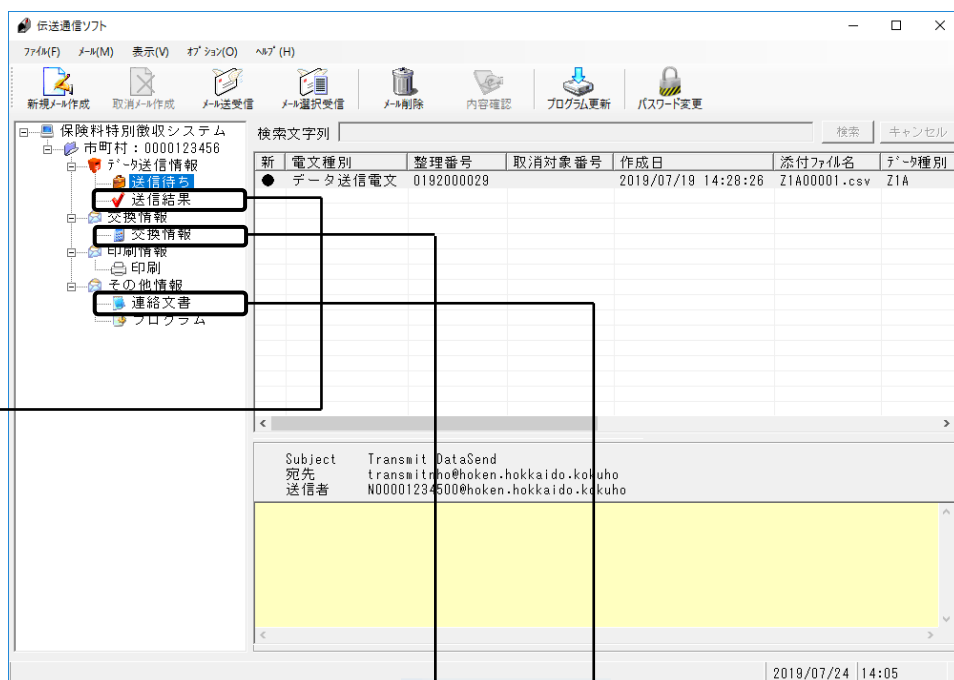 伝送通信ソフト
ファイル(F) メール(M) 表示(V) オプション(O) ヘルプ(H)
新規メール作成 取消メール作成 メール送受信 メール選択受信 メール削除 内容確認 プログラム更新 パスワード変更
保険料特別徴収システム
市町村:0000123456
データ送信情報
送信待ち
送信結果
交換情報
交換情報
印刷情報
印刷
その他情報
連絡文書
プログラム
検索文字列 検索 キャンセル
新 電文種別 整理番号 取消対象番号 作成日 添付ファイル名 データ種別
● データ送信電文 0192000029 2019/07/19 14:28:26 Z1A00001.csv Z1A
Subject Transmit DataSend
宛先 transmitnho@hoken.hokkaido.kokuho
送信者 N00001234500@hoken.hokkaido.kokuho
2019/07/24 14:05